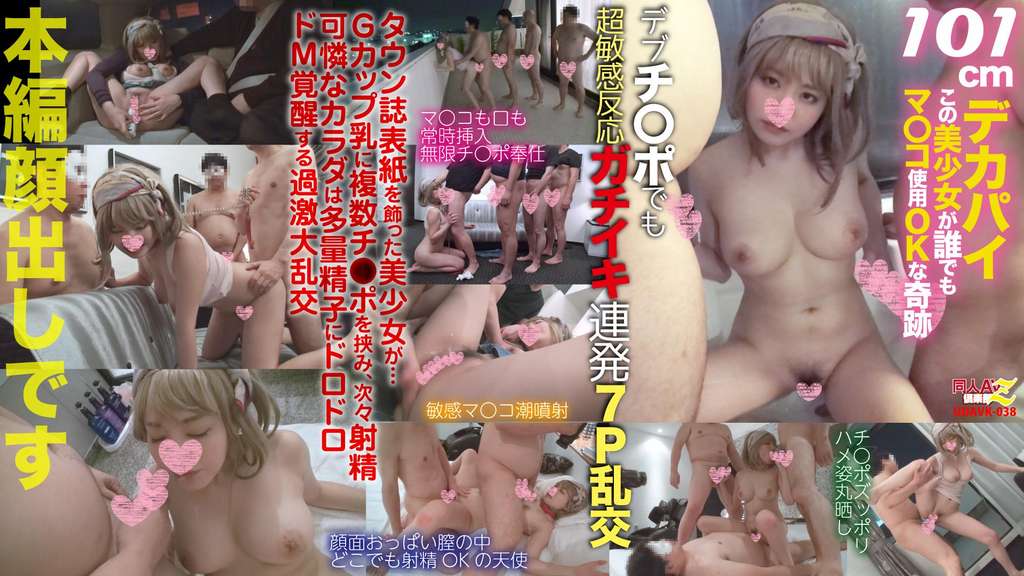 101
cm
デカパイ
この美少女が誰でも
マ〇コ使用OKな奇跡
デブチ〇ポでも
超敏感反応
ガチイキ連発7P乱交
マ〇コも口も
常時挿入
無限チ〇ポ奉仕
タウン誌表紙を飾った美少女が…
Gカップ乳に複数チ●ポを挟み、次々射精
可憐なカラダは多量精子にドロドロ
ドM覚醒する過激大乱交
本編顔出しです
敏感マ〇コ潮噴射
顔面おっぱい膣の中
どこでも射精OKの天使
チ〇ポズッポリ
ハメ姿丸晒し
同人AV
倶楽部
UDAVK-038